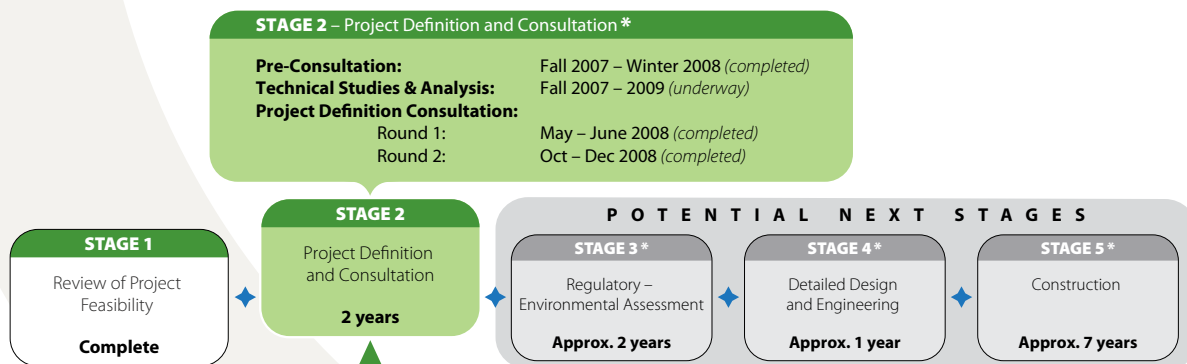 STAGE 2 – Project Definition and Consultation *
Pre-Consultation: Fall 2007 – Winter 2008 (completed)
Technical Studies & Analysis: Fall 2007 – 2009 (underway)
Project Definition Consultation:
Round 1: May – June 2008 (completed)
Round 2: Oct – Dec 2008 (completed)
STAGE 1
Review of Project
Feasibility
Complete
STAGE 2
Project Definition
and Consultation
2 years
POTENTIAL NEXT STAGES
STAGE 3 *
Regulatory –
Environmental Assessment
Approx. 2 years
STAGE 4 *
Detailed Design
and Engineering
Approx. 1 year
STAGE 5 *
Construction
Approx. 7 years